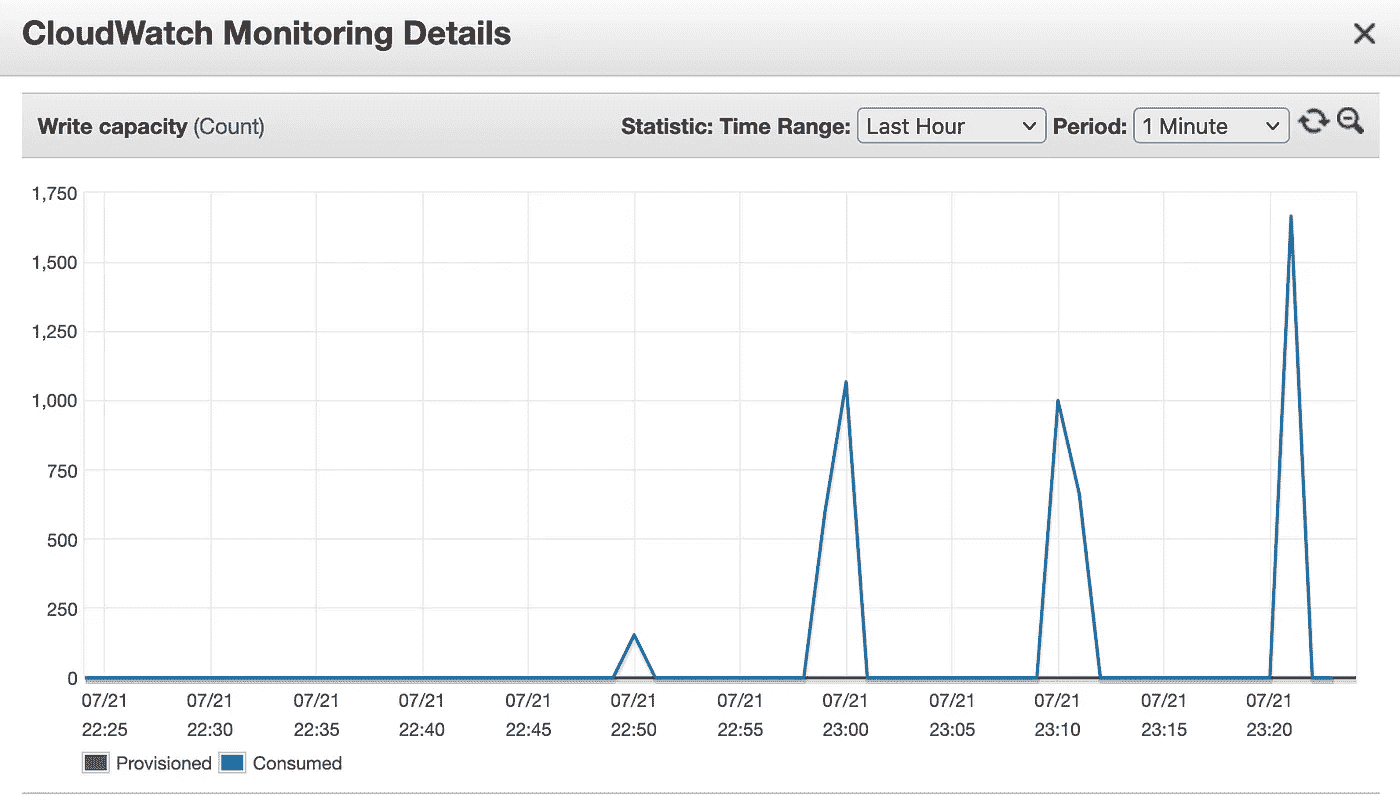 CloudWatch Monitoring Details
Write capacity (Count) Statistic: Time Range: Last Hour Period: 1 Minute
1,750
1,500
1,250
1,000
750
500
250
0
07/21 07/21 07/21 07/21 07/21 07/21 07/21 07/21 07/21 07/21 07/21 07/21
22:25 22:30 22:35 22:40 22:45 22:50 22:55 23:00 23:05 23:10 23:15 23:20
Provisioned Consumed